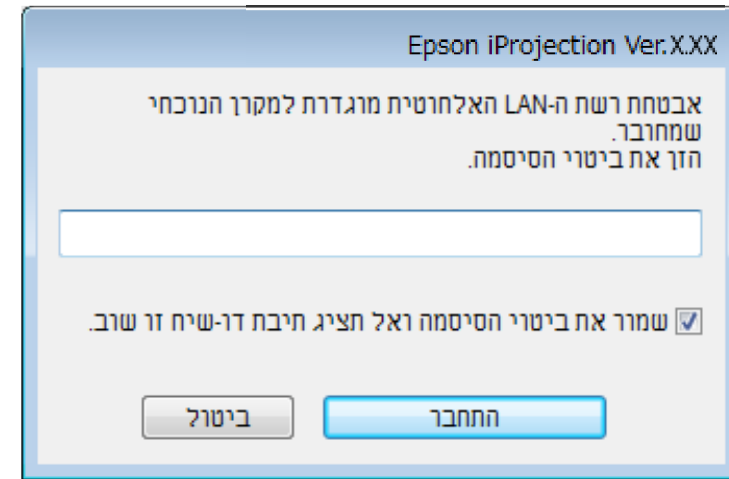 Epson iProjection Ver.X.XX
אבטחת רשת ה-LAN האלחוטית מוגדרת למקרן הנוכחי
שמחובר.
הזן את ביטוי הסיסמה.
שמור את ביטוי הסיסמה ואל תציג תיבת דו-שיח זו שוב.
התחבר
ביטול